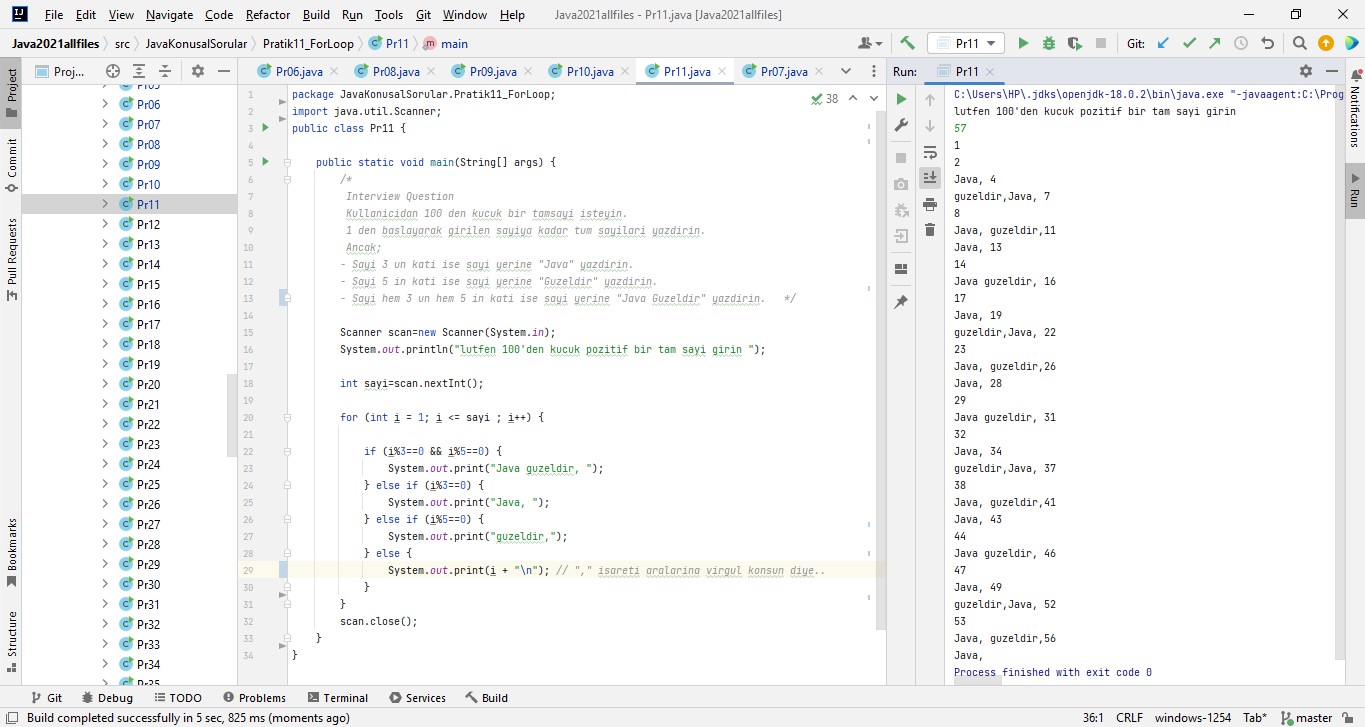 File Edit View Navigate Code Refactor Build Run Tools Git Window Help Java2021allfiles - Pr11.java [Java2021allfiles]
Java2021allfiles src JavaKonusalSorular Pratik11_ForLoop Pr11 main Pr11 Git:
Project
Commit
Pull Requests
Bookmarks
Structure
Proj...
Pr06
Pr07
Pr08
Pr09
Pr10
Pr11
Pr12
Pr13
Pr14
Pr15
Pr16
Pr17
Pr18
Pr19
Pr20
Pr21
Pr22
Pr23
Pr24
Pr25
Pr26
Pr27
Pr28
Pr29
Pr30
Pr31
Pr32
Pr33
Pr34
Pr06.java Pr08.java Pr09.java Pr10.java Pr11.java Pr07.java
38
1 package JavaKonusalSorular.Pratik11_ForLoop;
2 import java.util.Scanner;
3 public class Pr11 {
4
5 public static void main(String[] args) {
6 /*
7 Interview Question
8 Kullanicidan 100 den kucuk bir tamsayi isteyin.
9 1 den baslayarak girilen sayiya kadar tum sayilari yazdirin.
10 Ancak;
11 - Sayi 3 un kati ise sayi yerine "Java" yazdirin.
12 - Sayi 5 in kati ise sayi yerine "Guzeldir" yazdirin.
13 - Sayi hem 3 un hem 5 in kati ise sayi yerine "Java Guzeldir" yazdirin. */
14
15 Scanner scan=new Scanner(System.in);
16 System.out.println("lutfen 100'den kucuk pozitif bir tam sayi girin ");
17
18 int sayi=scan.nextInt();
19
20 for (int i = 1; i <= sayi ; i++) {
21
22 if (i%3==0 && i%5==0) {
23 System.out.print("Java guzeldir, ");
24 } else if (i%3==0) {
25 System.out.print("Java, ");
26 } else if (i%5==0) {
27 System.out.print("guzeldir,");
28 } else {
29 System.out.print(i + "\n"); // "," isareti aralarina virgul konsun diye..
30 }
31 }
32 scan.close();
33 }
34 }
Run: Pr11
C:\Users\HP\.jdks\openjdk-18.0.2\bin\java.exe "-javaagent:C:\Prog
lutfen 100'den kucuk pozitif bir tam sayi girin
57
1
2
Java, 4
guzeldir,Java, 7
8
Java, guzeldir,11
Java, 13
14
Java guzeldir, 16
17
Java, 19
guzeldir,Java, 22
23
Java, guzeldir,26
Java, 28
29
Java guzeldir, 31
32
Java, 34
guzeldir,Java, 37
38
Java, guzeldir,41
Java, 43
44
Java guzeldir, 46
47
Java, 49
guzeldir,Java, 52
53
Java, guzeldir,56
Java,
Process finished with exit code 0
Notifications
Run
Git Debug TODO Problems Terminal Services Build
Build completed successfully in 5 sec, 825 ms (moments ago) 36:1 CRLF windows-1254 Tab* master